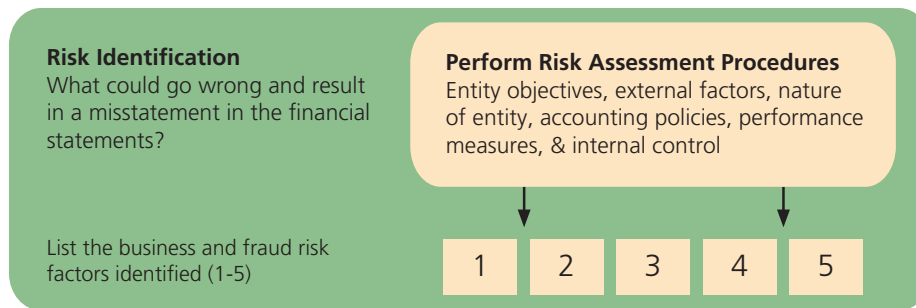 Risk Identification
What could go wrong and result
in a misstatement in the financial
statements?
Perform Risk Assessment Procedures
Entity objectives, external factors, nature
of entity, accounting policies, performance
measures, & internal control
List the business and fraud risk
factors identified (1-5)
1 2 3 4 5